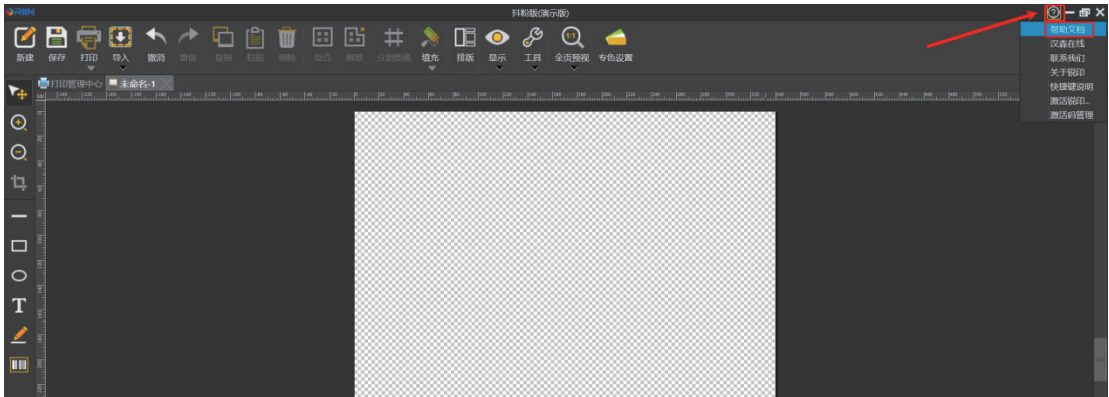 RIIN
抖粉版(演示版)
新建 保存 打印 导入 撤消 重做 复制 粘贴 删除 组合 解散 分割图像 填充 排版 显示 工具 全页预视 专色设置
1:1
打印管理中心 未命名-1
T
帮助文档
汉森在线
联系我们
关于锐印
快捷键说明
激活锐印...
激活码管理